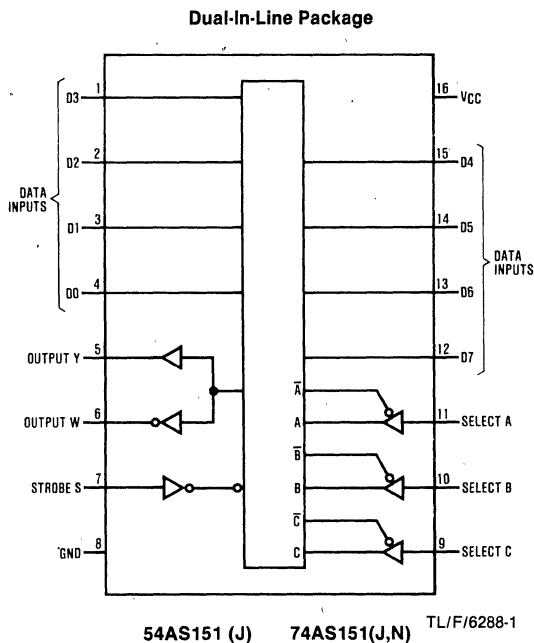 Dual-In-Line Package
D3 1
16 VCC
D2 2
15 D4
DATA
INPUTS
D1 3
14 D5
DATA
INPUTS
D0 4
13 D6
OUTPUT Y 5
12 D7
A̅
OUTPUT W 6
A
11 SELECT A
B̅
STROBE S 7
B
10 SELECT B
C̅
GND 8
C
9 SELECT C
54AS151 (J) 74AS151(J,N)
TL/F/6288-1